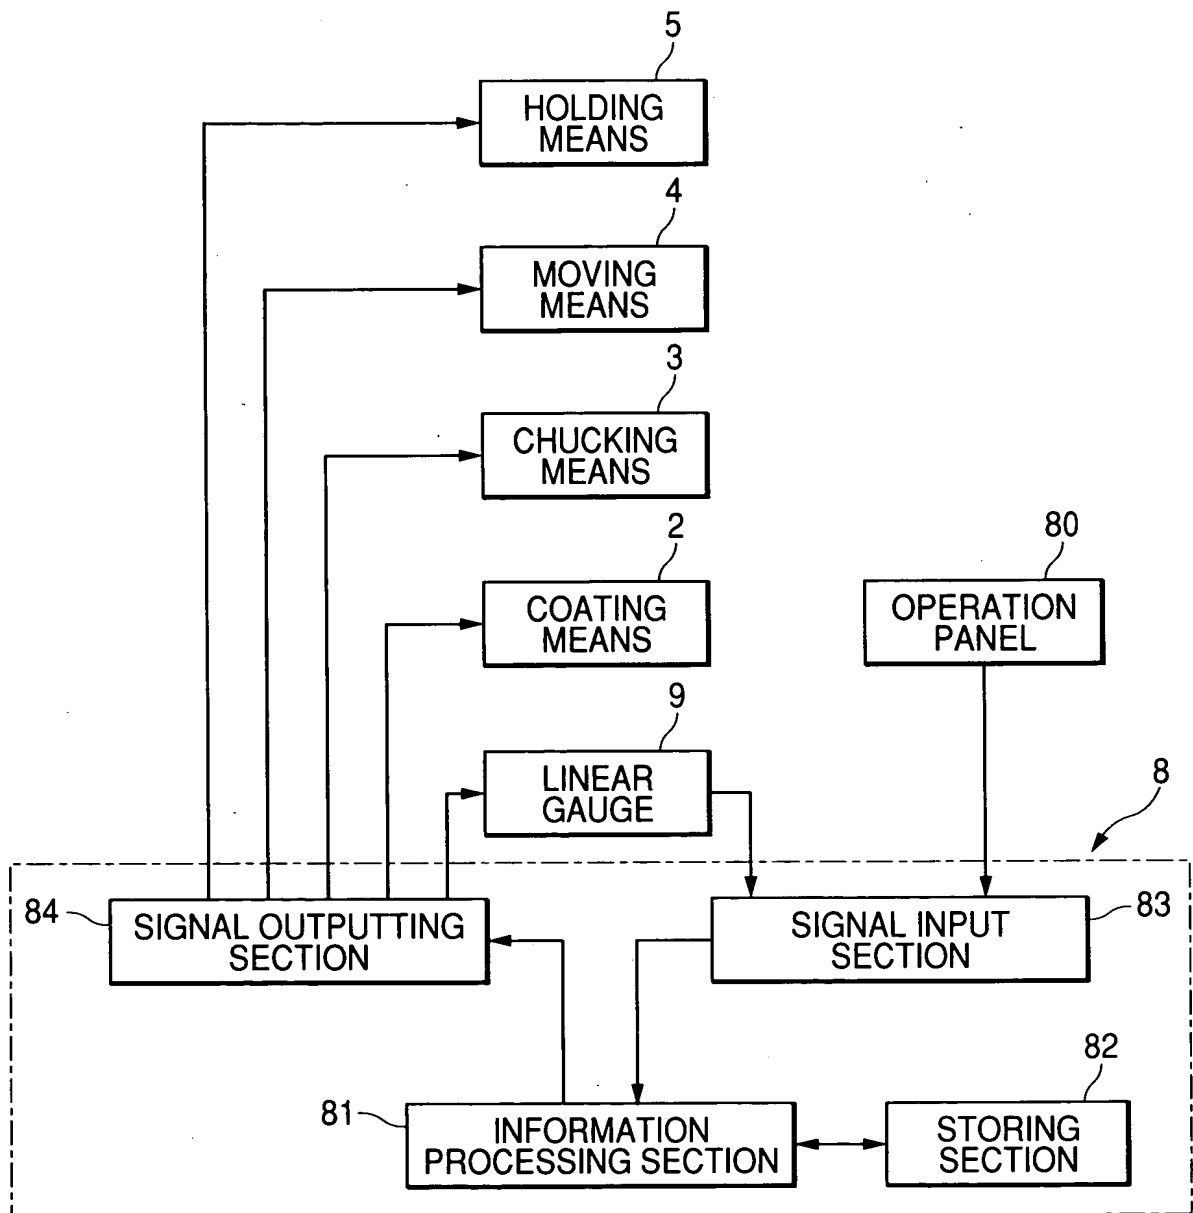 5
HOLDING
MEANS
4
MOVING
MEANS
3
CHUCKING
MEANS
2
COATING
MEANS
80
OPERATION
PANEL
9
LINEAR
GAUGE
8
84
SIGNAL OUTPUTTING
SECTION
SIGNAL INPUT
SECTION
83
81
INFORMATION
PROCESSING SECTION
82
STORING
SECTION